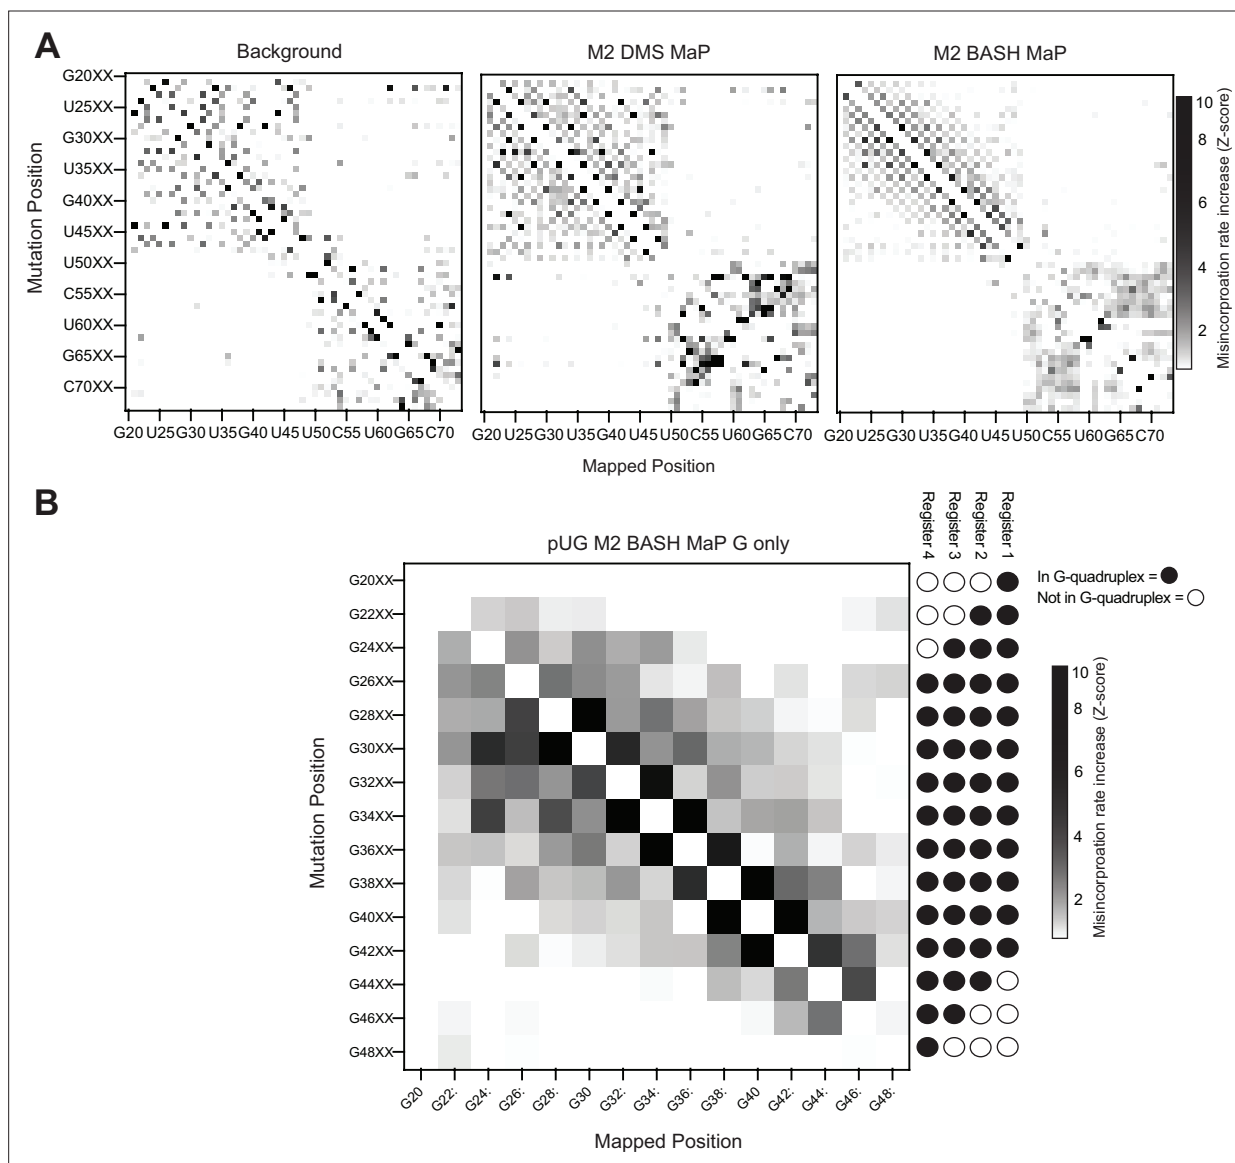 A
Background
M2 DMS MaP
M2 BASH MaP
Mutation Position
G20XX
U25XX
G30XX
U35XX
G40XX
U45XX
U50XX
C55XX
U60XX
G65XX
C70XX
G20 U25 G30 U35 G40 U45 U50 C55 U60 G65 C70
G20 U25 G30 U35 G40 U45 U50 C55 U60 G65 C70
G20 U25 G30 U35 G40 U45 U50 C55 U60 G65 C70
Mapped Position
10
8
6
4
2
Misincorproation rate increase (Z-score)
B
pUG M2 BASH MaP G only
Register 4
Register 3
Register 2
Register 1
In G-quadruplex =
Not in G-quadruplex =
Mutation Position
G20XX
G22XX
G24XX
G26XX
G28XX
G30XX
G32XX
G34XX
G36XX
G38XX
G40XX
G42XX
G44XX
G46XX
G48XX
G20 G22: G24: G26: G28: G30 G32: G34: G36: G38: G40 G42: G44: G46: G48:
Mapped Position
10
8
6
4
2
Misincorproation rate increase (Z-score)